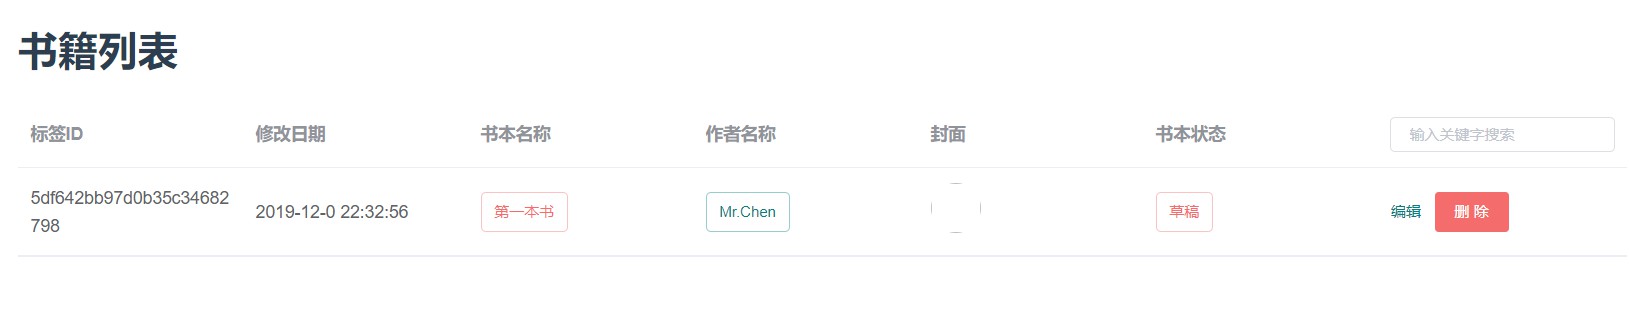 书籍列表
标签ID 修改日期 书本名称 作者名称 封面 书本状态 输入关键字搜索
5df642bb97d0b35c34682
798 2019-12-0 22:32:56 第一本书 Mr.Chen 草稿 编辑 删 除